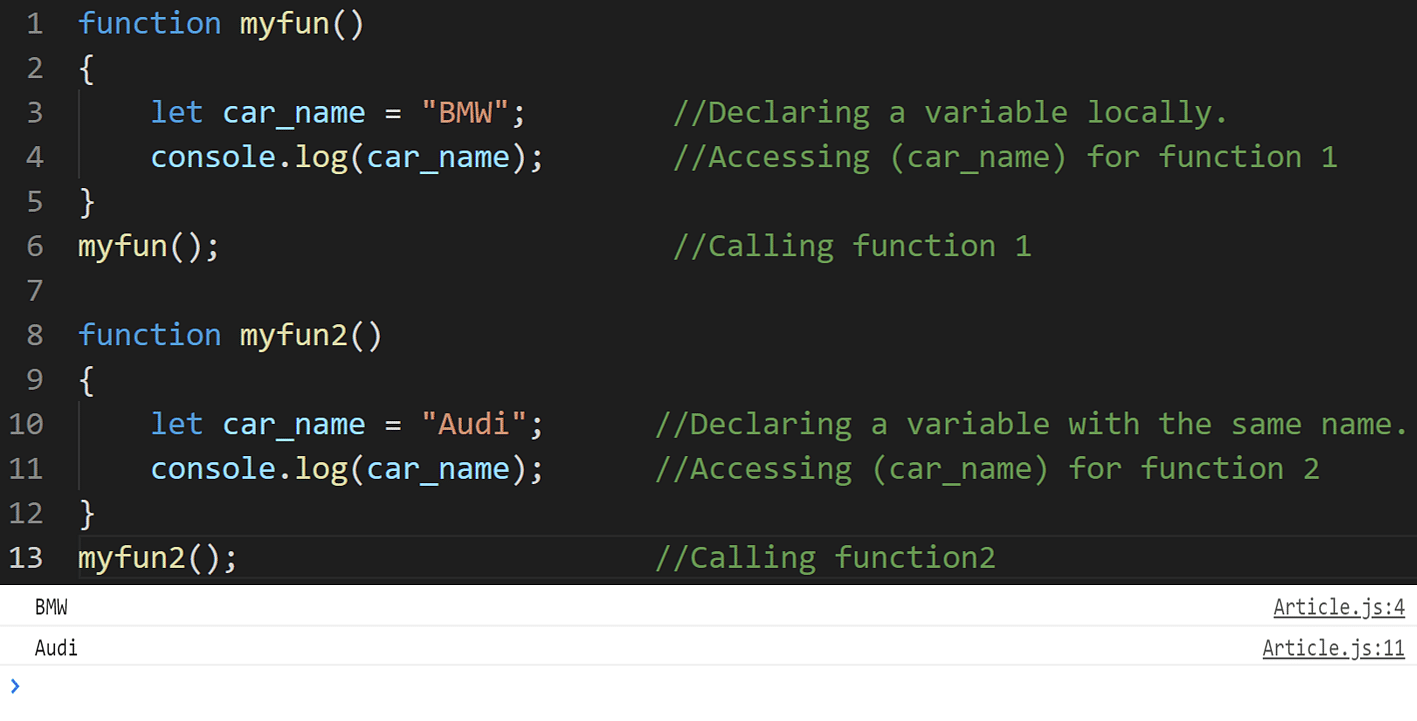 1 function myfun()
2 {
3 let car_name = "BMW"; //Declaring a variable locally.
4 console.log(car_name); //Accessing (car_name) for function 1
5 }
6 myfun(); //Calling function 1
7
8 function myfun2()
9 {
10 let car_name = "Audi"; //Declaring a variable with the same name.
11 console.log(car_name); //Accessing (car_name) for function 2
12 }
13 myfun2(); //Calling function2
BMW Article.js:4
Audi Article.js:11
>